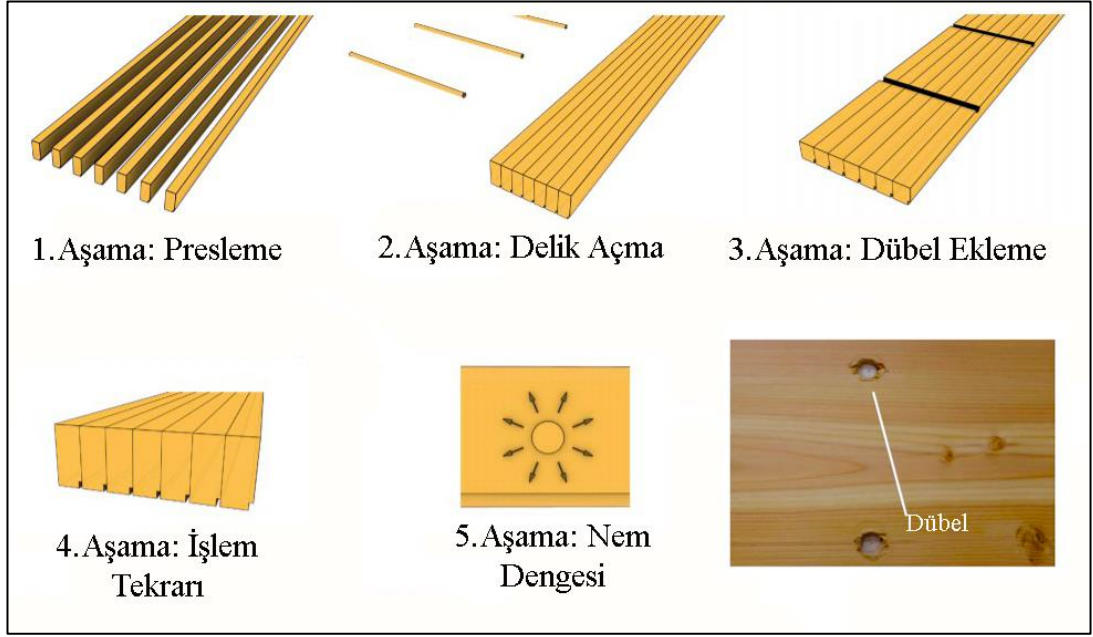 1.Aşama: Presleme
2.Aşama: Delik Açma
3.Aşama: Dübel Ekleme
4.Aşama: İşlem
Tekrarı
5.Aşama: Nem
Dengesi
Dübel